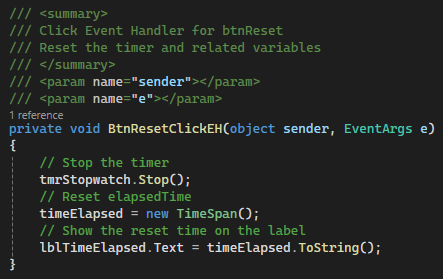 /// <summary>
/// Click Event Handler for btnReset
/// Reset the timer and related variables
/// </summary>
/// <param name="sender"></param>
/// <param name="e"></param>
1 reference
private void BtnResetClickEH(object sender, EventArgs e)
{
    // Stop the timer
    tmrStopwatch.Stop();
    // Reset elapsedTime
    timeElapsed = new TimeSpan();
    // Show the reset time on the label
    lblTimeElapsed.Text = timeElapsed.ToString();
}